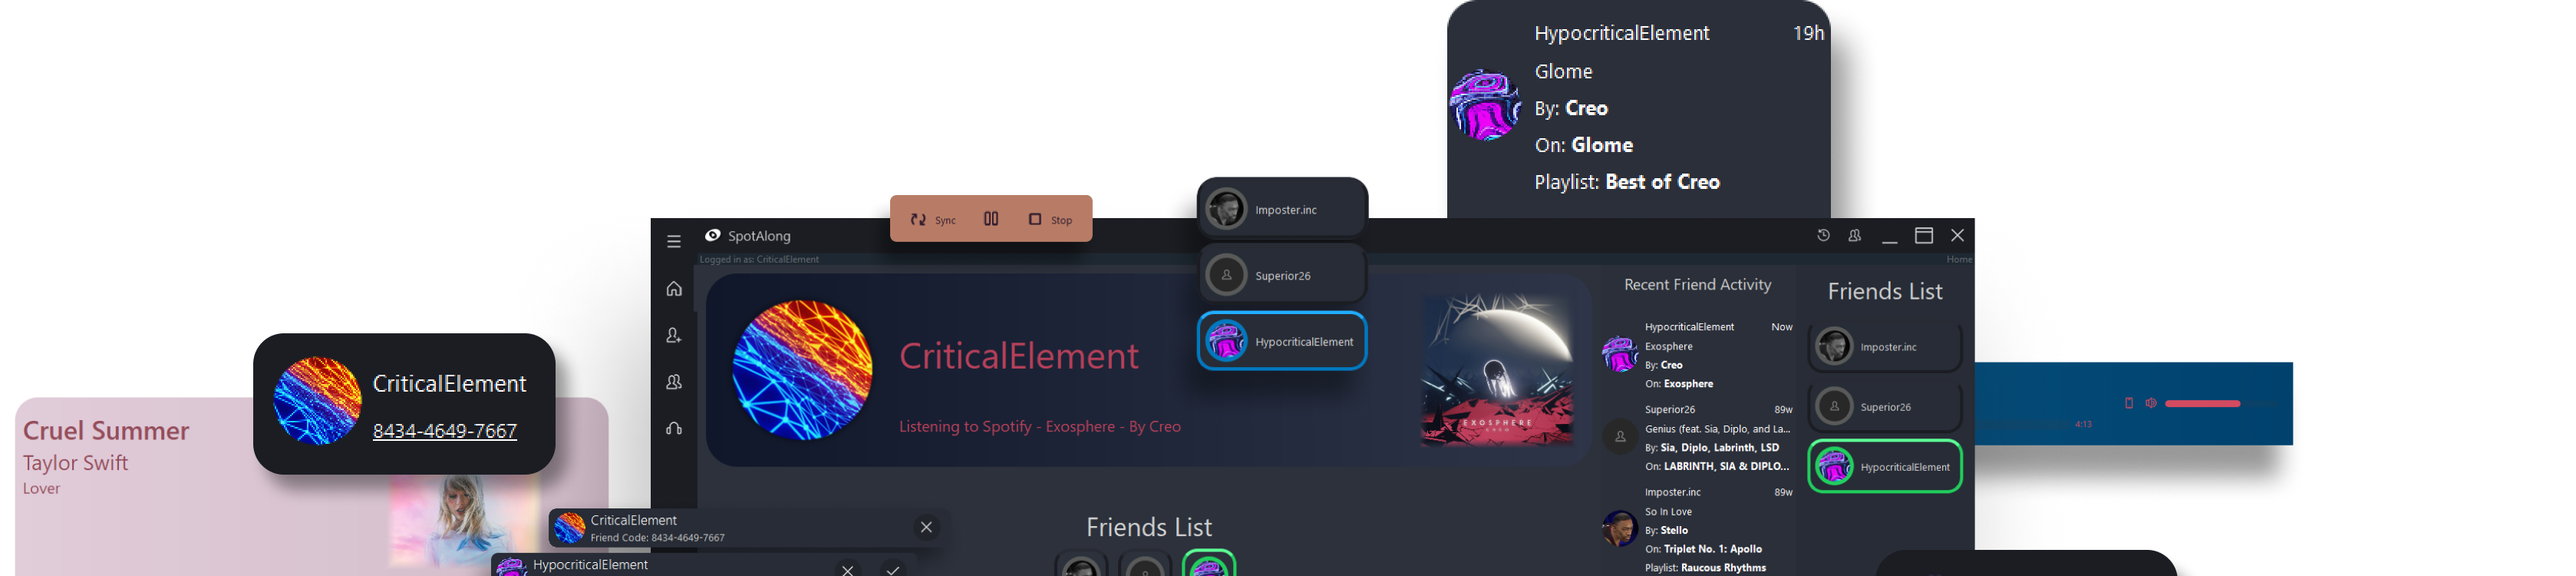 HypocriticalElement 19h
Glome
By: Creo
On: Glome
Playlist: Best of Creo
Sync Stop
Imposter.inc
Superior26
HypocriticalElement
SpotAlong
Logged in as: CriticalElement
Home
CriticalElement
Listening to Spotify - Exosphere - By Creo
EXOSPHERE
CREO
Recent Friend Activity
HypocriticalElement Now
Exosphere
By: Creo
On: Exosphere
Superior26 89w
Genius (feat. Sia, Diplo, and La...
By: Sia, Diplo, Labrinth, LSD
On: LABRINTH, SIA & DIPLO...
Imposter.inc 89w
So In Love
By: Stello
On: Triplet No. 1: Apollo
Playlist: Raucous Rhythms
Friends List
Imposter.inc
Superior26
HypocriticalElement
4:13
CriticalElement
8434-4649-7667
Cruel Summer
Taylor Swift
Lover
CriticalElement
Friend Code: 8434-4649-7667
HypocriticalElement
Friends List